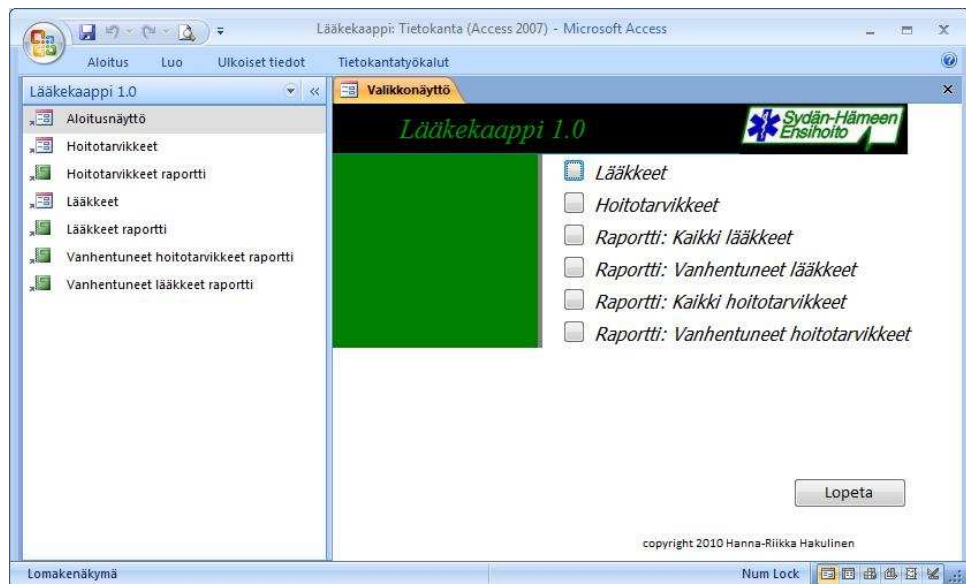 Lääkekaappi: Tietokanta (Access 2007) - Microsoft Access
Aloitus Luo Ulkoiset tiedot Tietokantatyökalut
Lääkekaappi 1.0
Aloitusnäyttö
Hoitotarvikkeet
Hoitotarvikkeet raportti
Lääkkeet
Lääkkeet raportti
Vanhentuneet hoitotarvikkeet raportti
Vanhentuneet lääkkeet raportti
Valikkonäyttö
Lääkekaappi 1.0
Sydän-Hämeen
Ensihoito
Lääkkeet
Hoitotarvikkeet
Raportti: Kaikki lääkkeet
Raportti: Vanhentuneet lääkkeet
Raportti: Kaikki hoitotarvikkeet
Raportti: Vanhentuneet hoitotarvikkeet
Lopeta
copyright 2010 Hanna-Riikka Hakulinen
Lomakenäkymä Num Lock